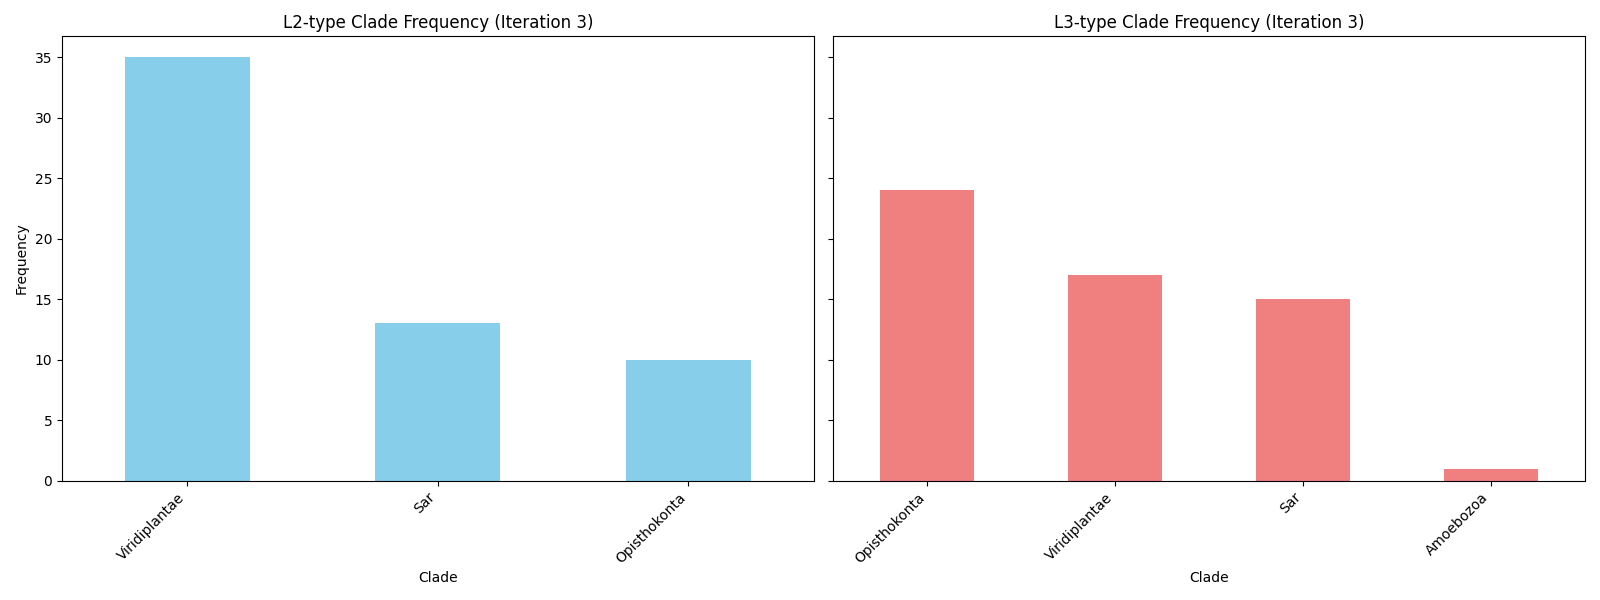 L2-type Clade Frequency (Iteration 3)
Frequency
35
30
25
20
15
10
5
0
Viridiplantae
Sar
Opisthokonta
Clade
L3-type Clade Frequency (Iteration 3)
Opisthokonta
Viridiplantae
Sar
Amoebozoa
Clade